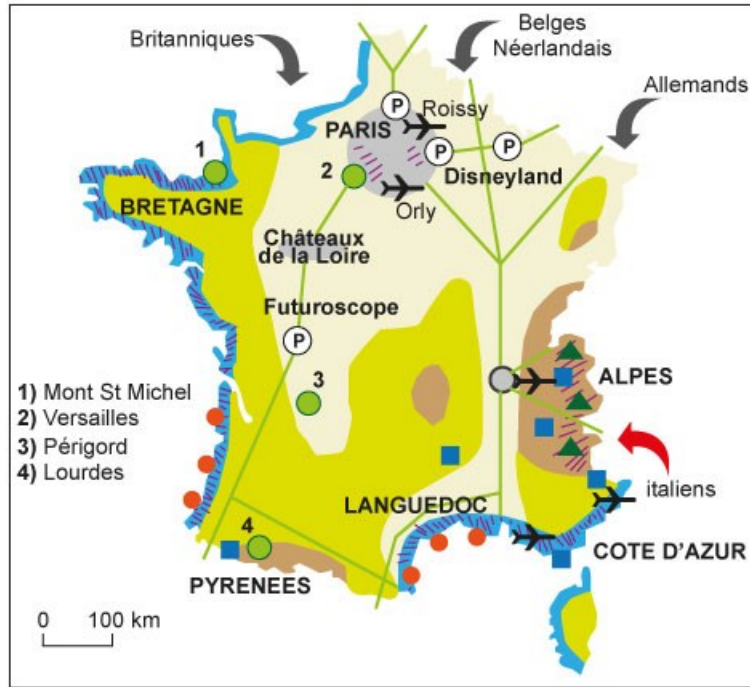 Britanniques
Belges
Néerlandais
Allemands
P
Roissy
PARIS
P
P
1
2
Disneyland
BRETAGNE
Orly
Châteaux
de la Loire
Futuroscope
P
3
ALPES
1) Mont St Michel
2) Versailles
3) Périgord
4) Lourdes
italiens
LANGUEDOC
4
COTE D'AZUR
PYRENEES
0 100 km